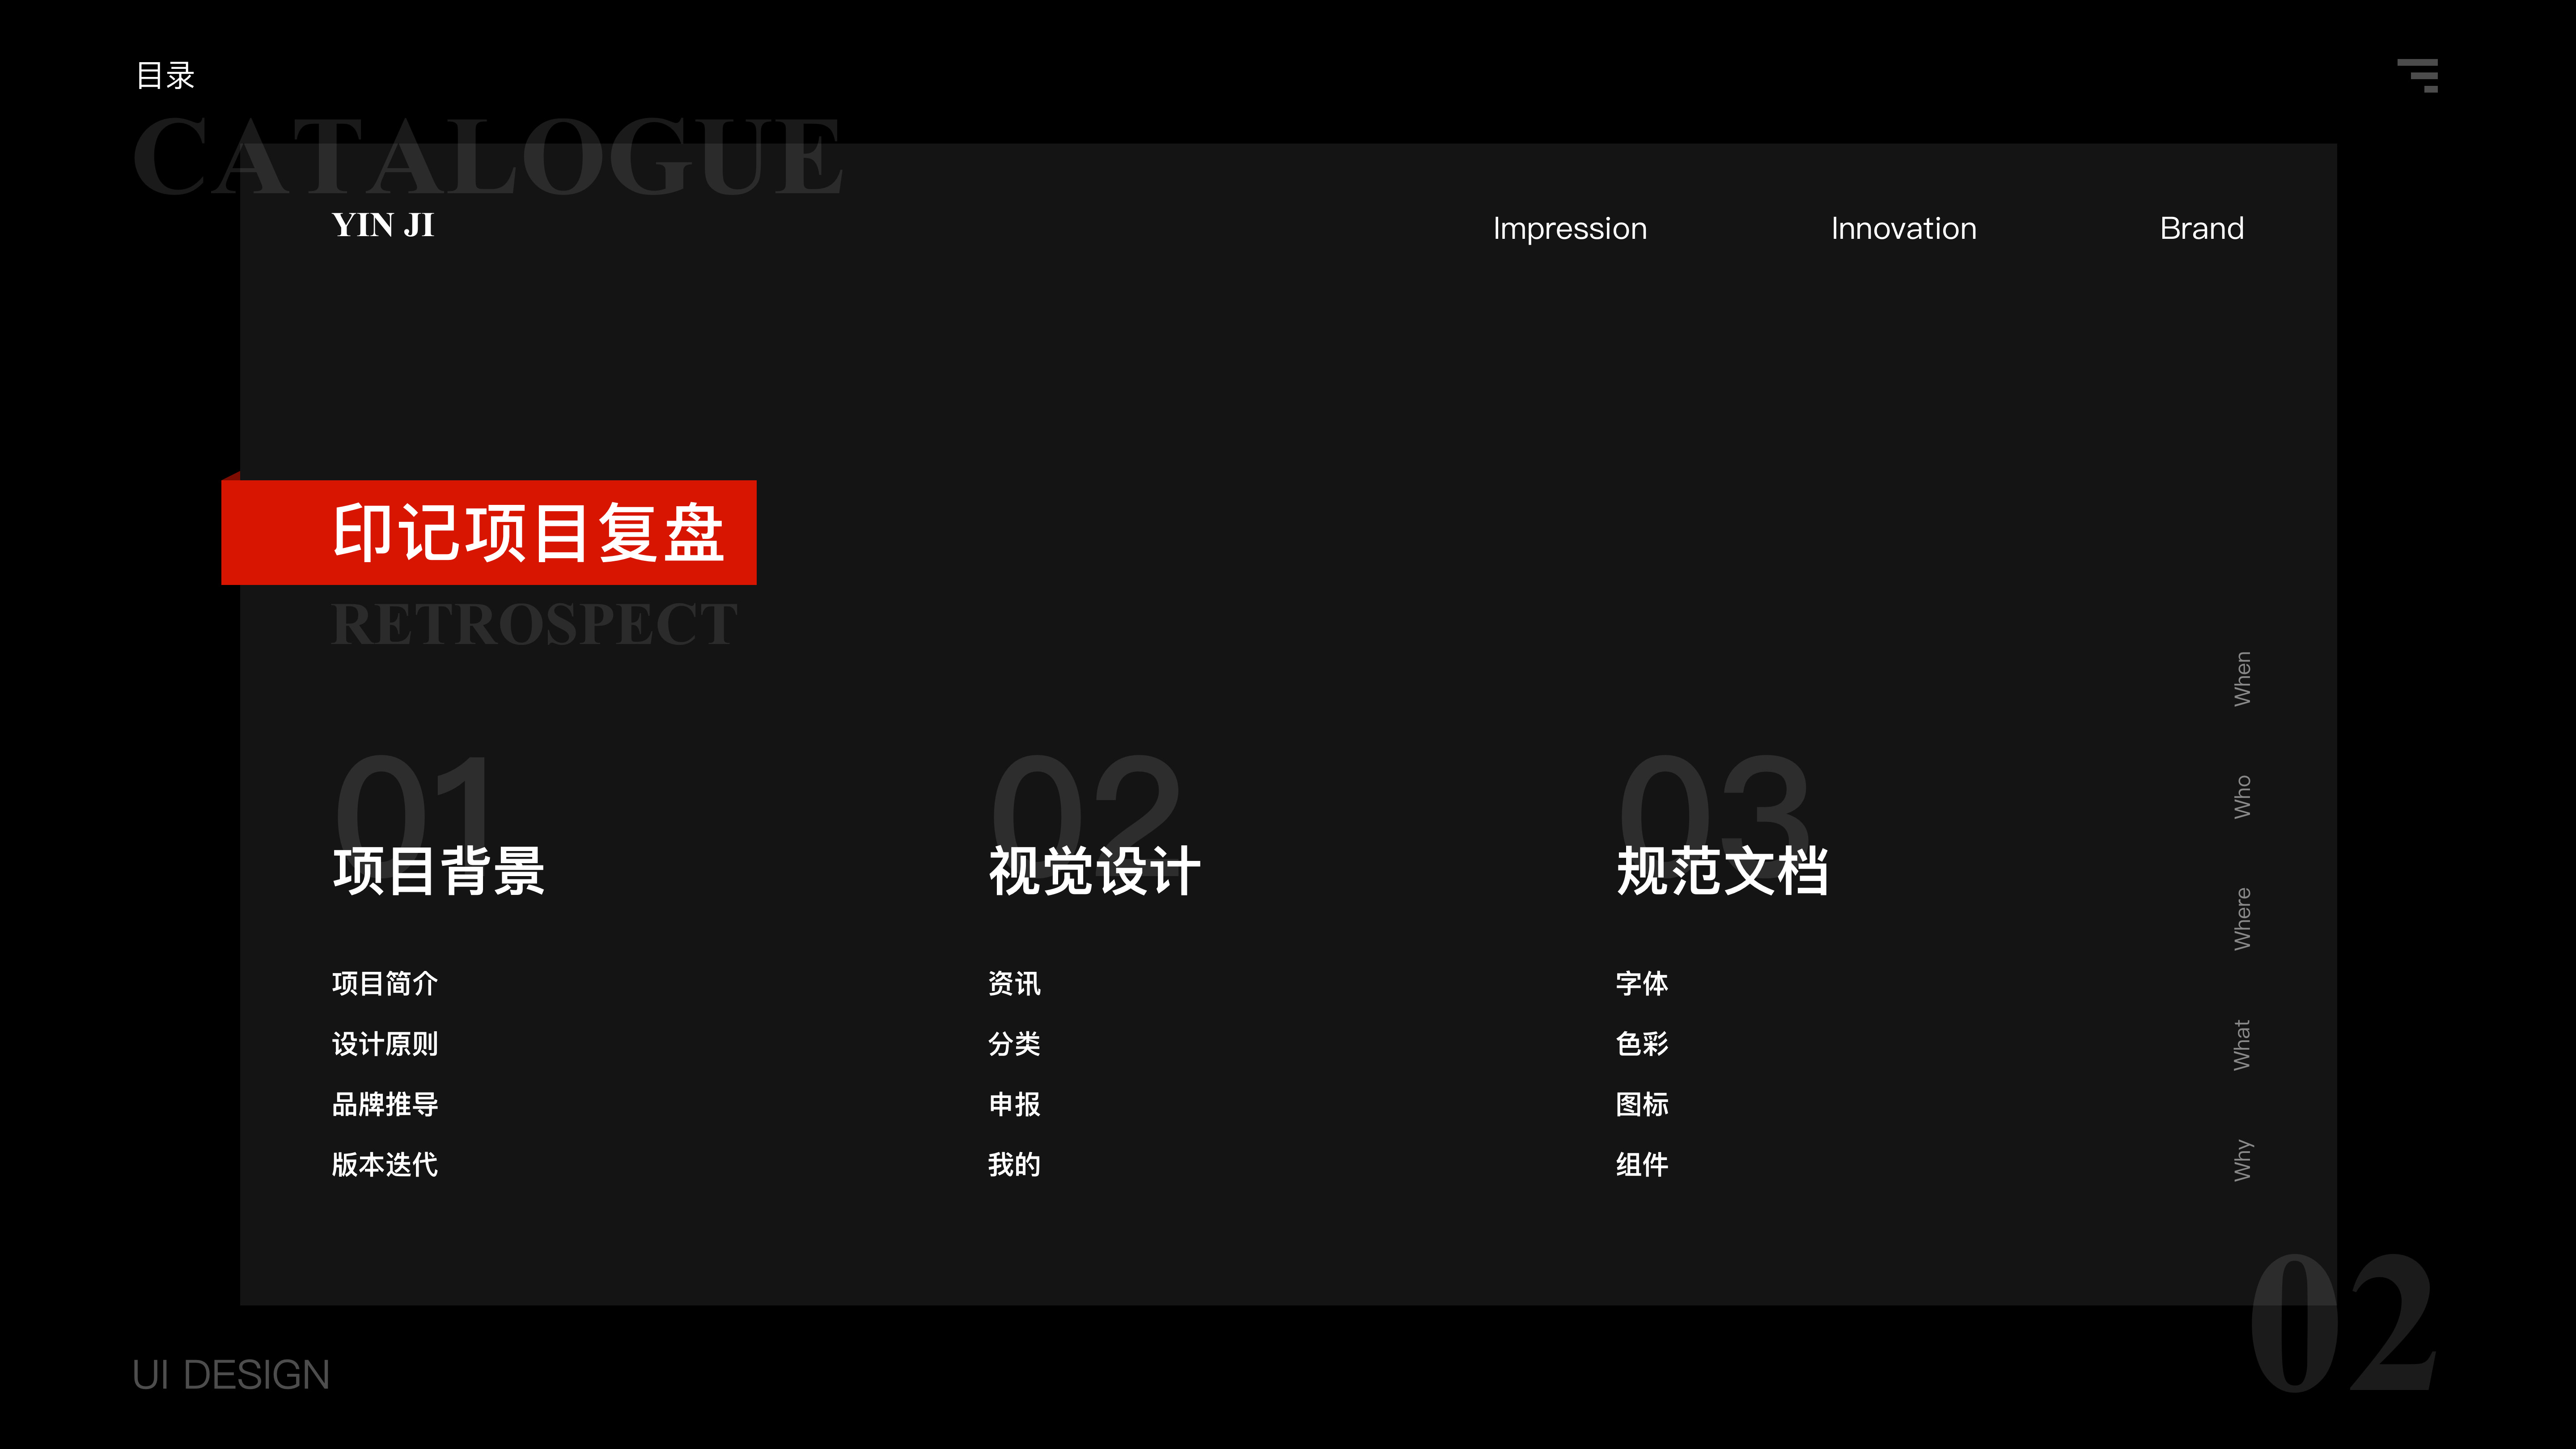 目录
CATALOGUE
YIN JI
Impression
Innovation
Brand
印记项目复盘
RETROSPECT
01
项目背景
项目简介
设计原则
品牌推导
版本迭代
02
视觉设计
资讯
分类
申报
我的
03
规范文档
字体
色彩
图标
组件
When
Who
Where
What
Why
UI DESIGN
02